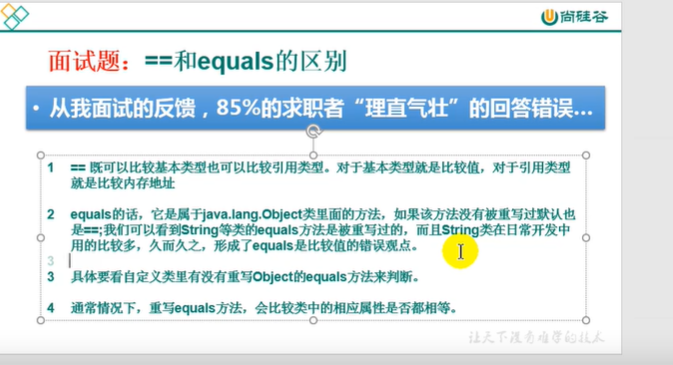 尚硅谷
面试题：==和equals的区别
• 从我面试的反馈，85%的求职者“理直气壮”的回答错误...
1 == 既可以比较基本类型也可以比较引用类型。对于基本类型就是比较值，对于引用类型
就是比较内存地址
2 equals的话，它是属于java.lang.Object类里面的方法，如果该方法没有被重写过默认也
是==;我们可以看到String等类的equals方法是被重写过的，而且String类在日常开发中
用的比较多，久而久之，形成了equals是比较值的错误观点。
3
3 具体要看自定义类里有没有重写Object的equals方法来判断。
4 通常情况下，重写equals方法，会比较类中的相应属性是否都相等。
让天下没有难学的技术